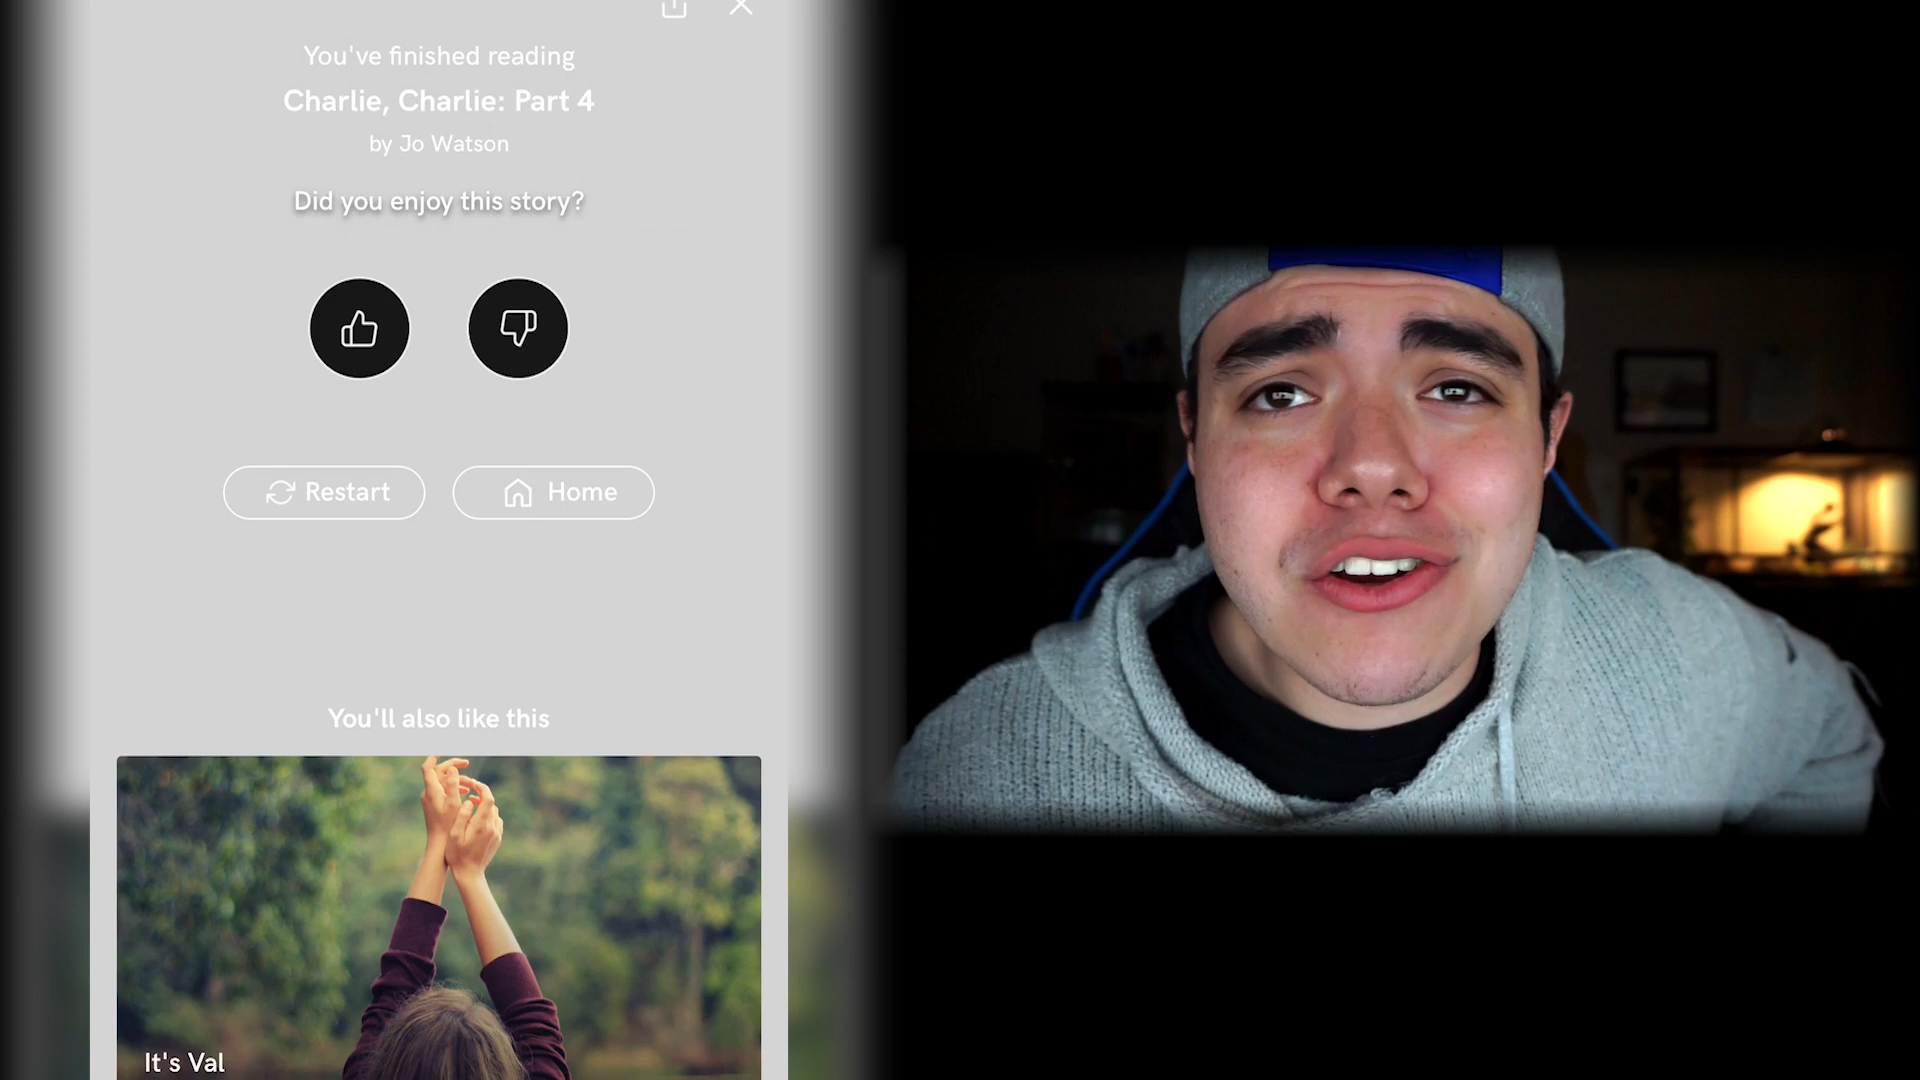 You've finished reading
Charlie, Charlie: Part 4
by Jo Watson
Did you enjoy this story?
Restart
Home
You'll also like this
It's Val